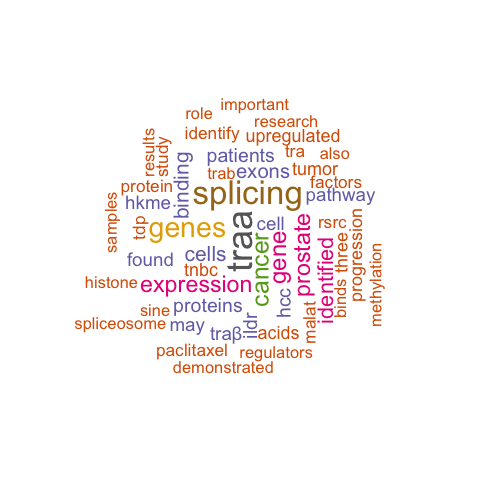 important
role
research
identify
upregulated
results
study
patients
tra
also
binding
trab
exons
tumor
protein
factors
splicing
pathway
hkme
samples
tdp
genes
traa
cell
gene
prostate
rsrc
progression
three
identified
methylation
found
cells
cancer
tnbc
histone
expression
hcc
binds
malat
sine
proteins
spliceosome
may
traβ
ildr
acids
paclitaxel
regulators
demonstrated